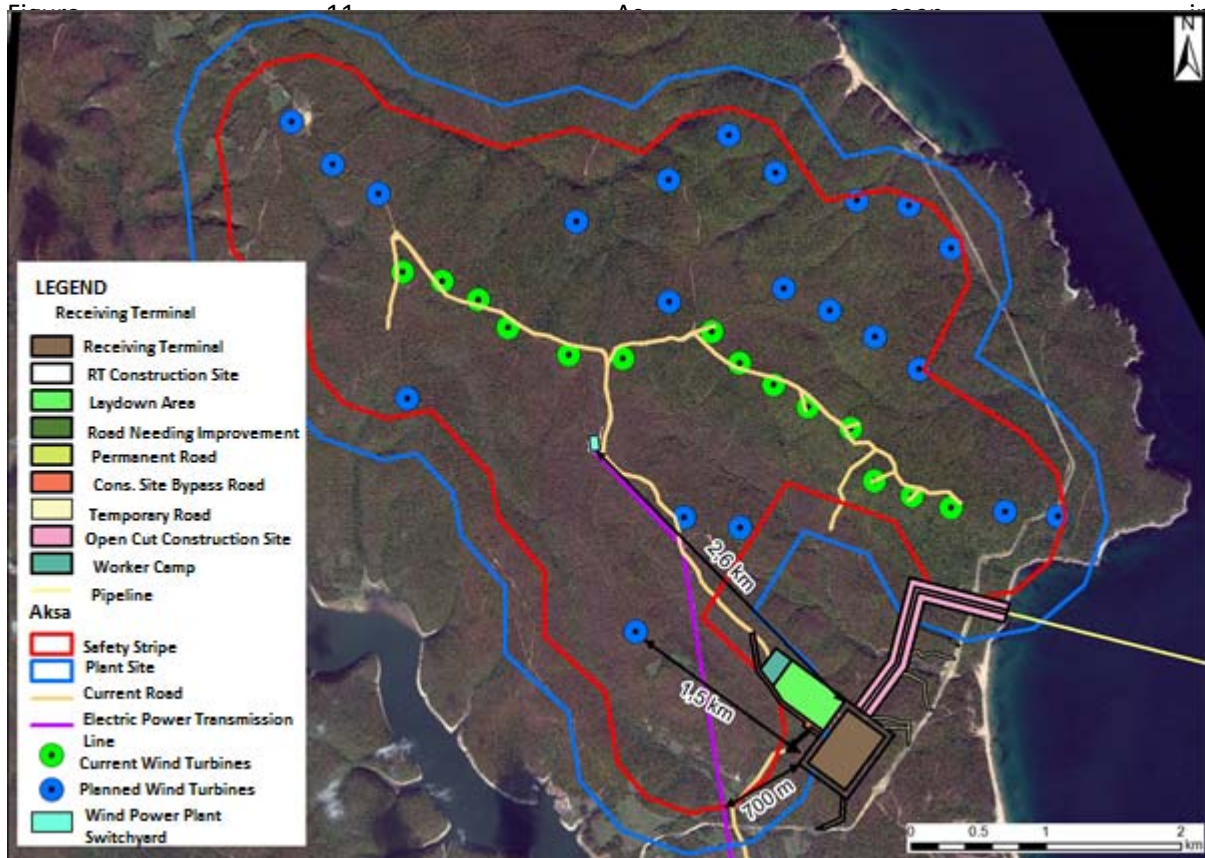 Figure 11. As seen in
N
LEGEND
Receiving Terminal
Receiving Terminal
RT Construction Site
Laydown Area
Road Needing Improvement
Permanent Road
Cons. Site Bypass Road
Temporary Road
Open Cut Construction Site
Worker Camp
Pipeline
Aksa
Safety Stripe
Plant Site
Current Road
Electric Power Transmission
Line
Current Wind Turbines
Planned Wind Turbines
Wind Power Plant
Switchyard
2,6 km
1,5 km
700 m
0 0.5 1 2
km